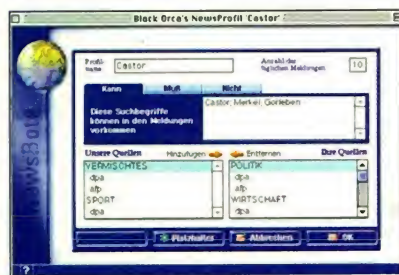 Black Orca's NewsProfil 'Castor'
NewsBote
Profil-
name
Castor
Anzahl der
täglichen Meldungen
10
Kann
Muß
Nicht
Diese Suchbegriffe
können in den Meldungen
vorkommen
Castor, Merkel, Gorleben
Unsere Quellen
Hinzufügen
Entfernen
Ihre Quellen
VERMISCHTES
dpa
afp
SPORT
dpa
POLITIK
dpa
afp
WIRTSCHAFT
dpa
Platzhalter
Abbrechen
OK
?